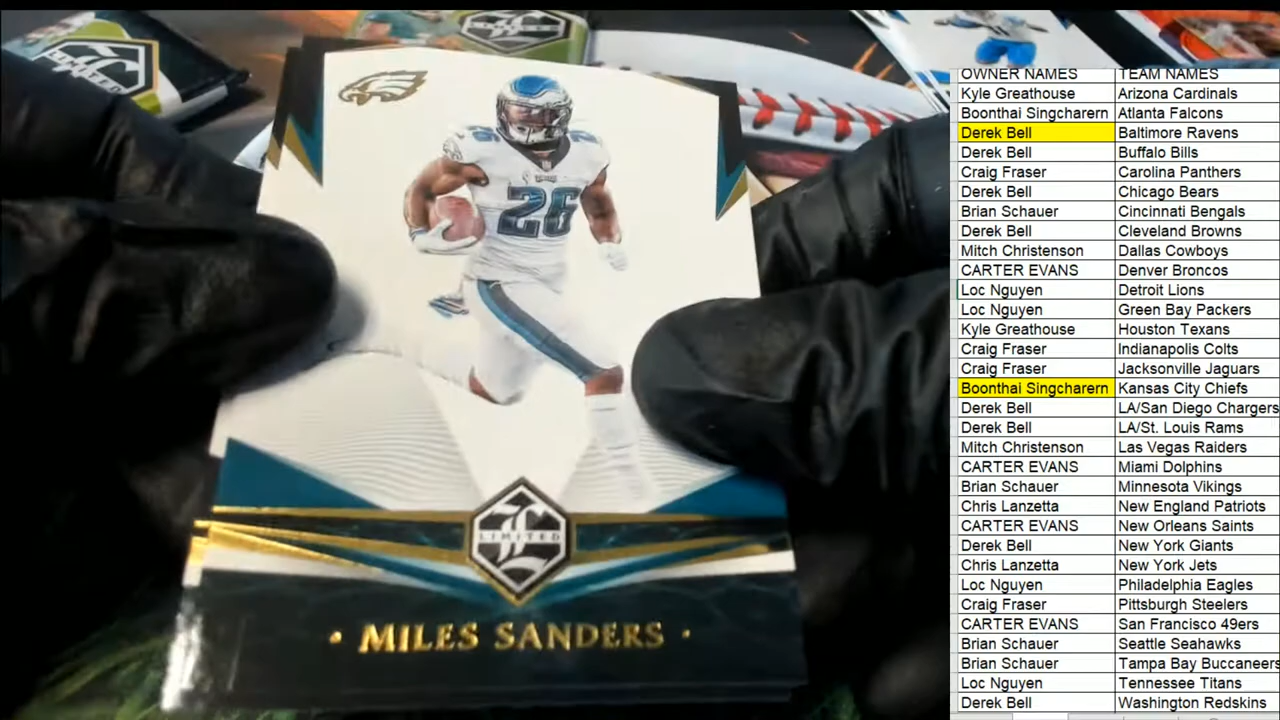 26
LIMITED
• MILES SANDERS •
OWNER NAMES TEAM NAMES
Kyle Greathouse Arizona Cardinals
Boonthai Singcharern Atlanta Falcons
Derek Bell Baltimore Ravens
Derek Bell Buffalo Bills
Craig Fraser Carolina Panthers
Derek Bell Chicago Bears
Brian Schauer Cincinnati Bengals
Derek Bell Cleveland Browns
Mitch Christenson Dallas Cowboys
CARTER EVANS Denver Broncos
Loc Nguyen Detroit Lions
Loc Nguyen Green Bay Packers
Kyle Greathouse Houston Texans
Craig Fraser Indianapolis Colts
Craig Fraser Jacksonville Jaguars
Boonthai Singcharern Kansas City Chiefs
Derek Bell LA/San Diego Chargers
Derek Bell LA/St. Louis Rams
Mitch Christenson Las Vegas Raiders
CARTER EVANS Miami Dolphins
Brian Schauer Minnesota Vikings
Chris Lanzetta New England Patriots
CARTER EVANS New Orleans Saints
Derek Bell New York Giants
Chris Lanzetta New York Jets
Loc Nguyen Philadelphia Eagles
Craig Fraser Pittsburgh Steelers
CARTER EVANS San Francisco 49ers
Brian Schauer Seattle Seahawks
Brian Schauer Tampa Bay Buccaneers
Loc Nguyen Tennessee Titans
Derek Bell Washington Redskins